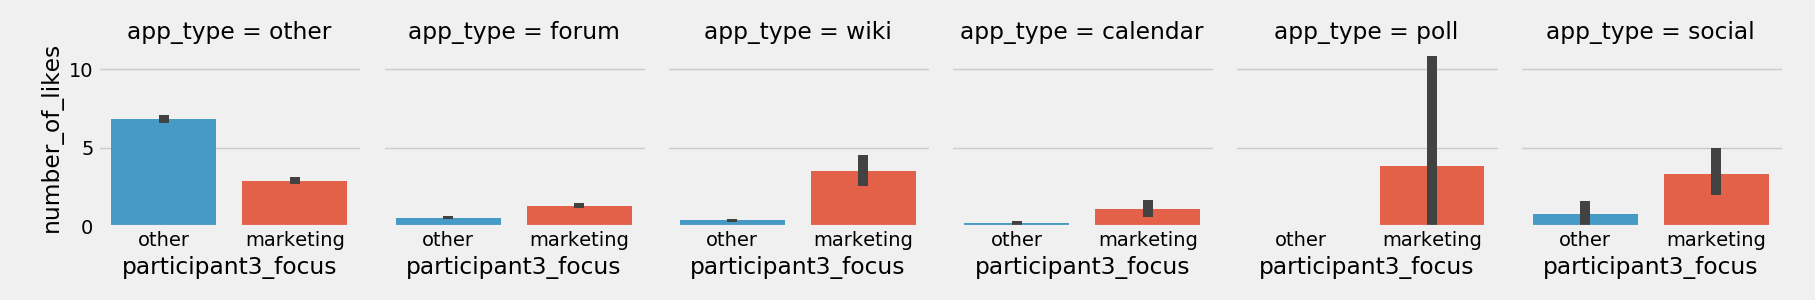 app_type = other
app_type = forum
app_type = wiki
app_type = calendar
app_type = poll
app_type = social
number_of_likes
10
5
0
other marketing
other marketing
other marketing
other marketing
other marketing
other marketing
participant3_focus
participant3_focus
participant3_focus
participant3_focus
participant3_focus
participant3_focus